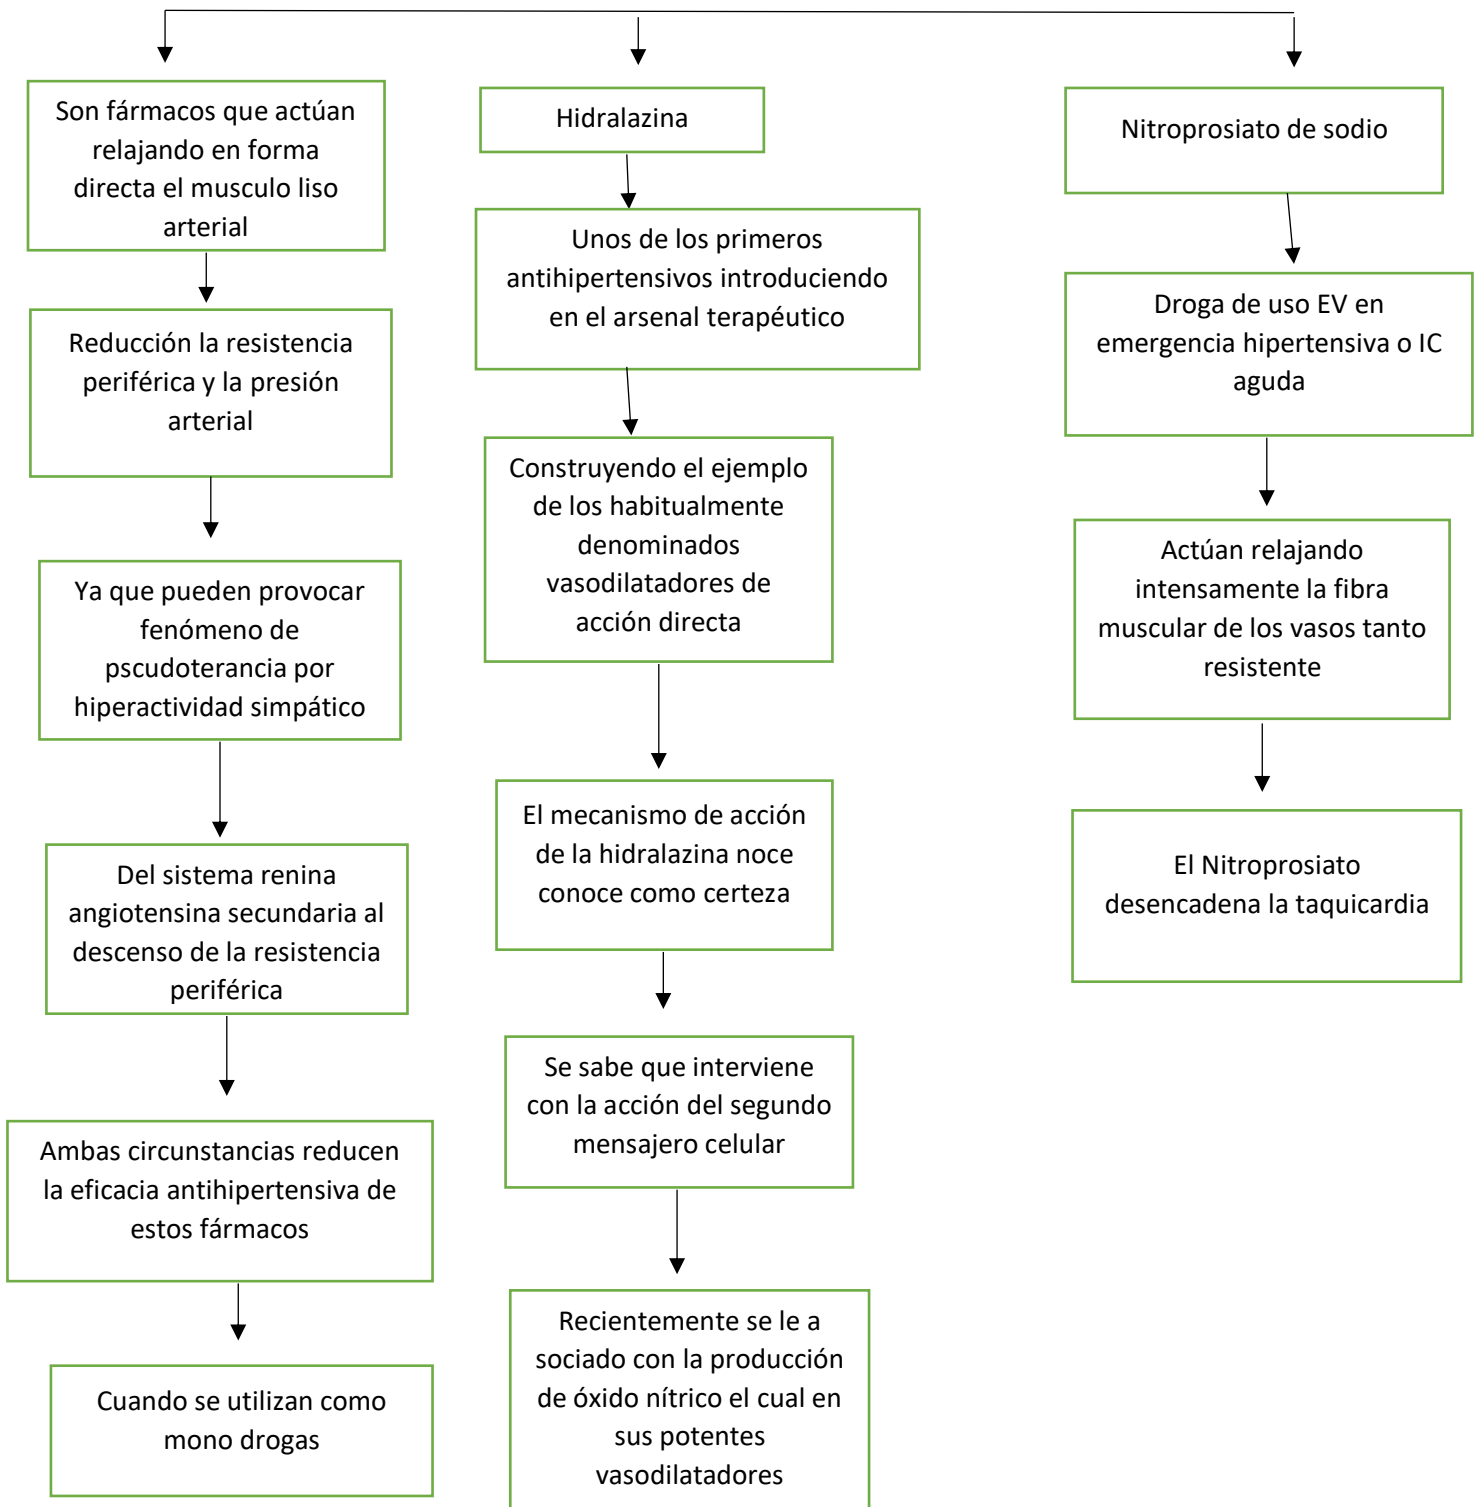 Son fármacos que actúan
relajando en forma
directa el musculo liso
arterial
Reducción la resistencia
periférica y la presión
arterial
Ya que pueden provocar
fenómeno de
pscudoterancia por
hiperactividad simpático
Del sistema renina
angiotensina secundaria al
descenso de la resistencia
periférica
Ambas circunstancias reducen
la eficacia antihipertensiva de
estos fármacos
Cuando se utilizan como
mono drogas
Hidralazina
Unos de los primeros
antihipertensivos introduciendo
en el arsenal terapéutico
Construyendo el ejemplo
de los habitualmente
denominados
vasodilatadores de
acción directa
El mecanismo de acción
de la hidralazina noce
conoce como certeza
Se sabe que interviene
con la acción del segundo
mensajero celular
Recientemente se le a
sociado con la producción
de óxido nítrico el cual en
sus potentes
vasodilatadores
Nitroprosiato de sodio
Droga de uso EV en
emergencia hipertensiva o IC
aguda
Actúan relajando
intensamente la fibra
muscular de los vasos tanto
resistente
El Nitroprosiato
desencadena la taquicardia